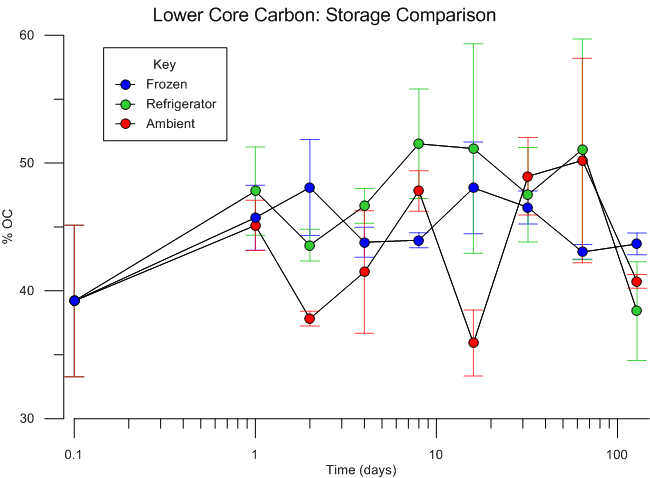 Lower Core Carbon: Storage Comparison
60
Key
Frozen
Refrigerator
Ambient
50
% OC
40
30
0.1 1 10 100
Time (days)